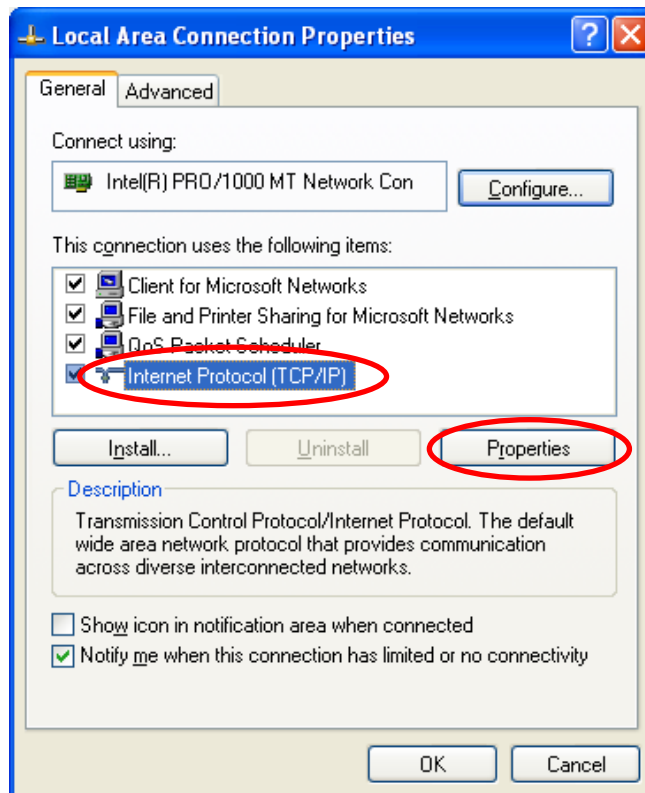 Local Area Connection Properties
General
Advanced
Connect using:
Intel(R) PRO/1000 MT Network Con
Configure...
This connection uses the following items:
Client for Microsoft Networks
File and Printer Sharing for Microsoft Networks
QoS Packet Scheduler
Internet Protocol (TCP/IP)
Install...
Uninstall
Properties
Description
Transmission Control Protocol/Internet Protocol. The default
wide area network protocol that provides communication
across diverse interconnected networks.
Show icon in notification area when connected
Notify me when this connection has limited or no connectivity
OK
Cancel